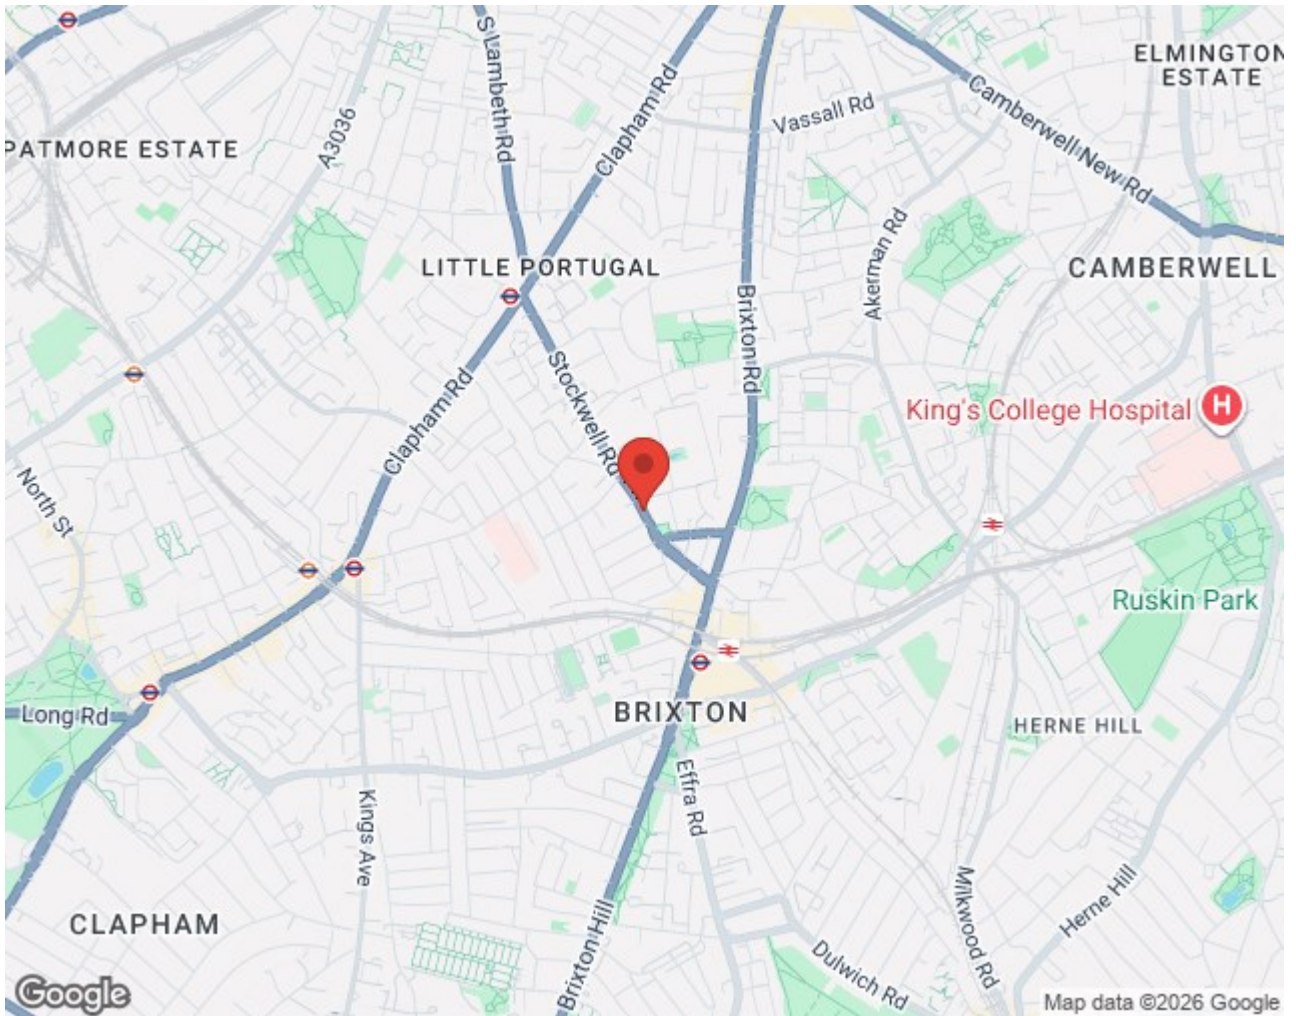 S Lambeth Rd
Clapham Rd
Vassall Rd
Camberwell New Rd
ELMINGTON
ESTATE
PATMORE ESTATE
A3036
Akerman Rd
LITTLE PORTUGAL
CAMBERWELL
Brixton Rd
Stockwell Rd
Clapham Rd
King's College Hospital
H
North St
Ruskin Park
Long Rd
BRIXTON
HERNE HILL
Effra Rd
Kings Ave
Milkwood Rd
Herne Hill
CLAPHAM
Brixton Hill
Dulwich Rd
Google
Map data ©2026 Google